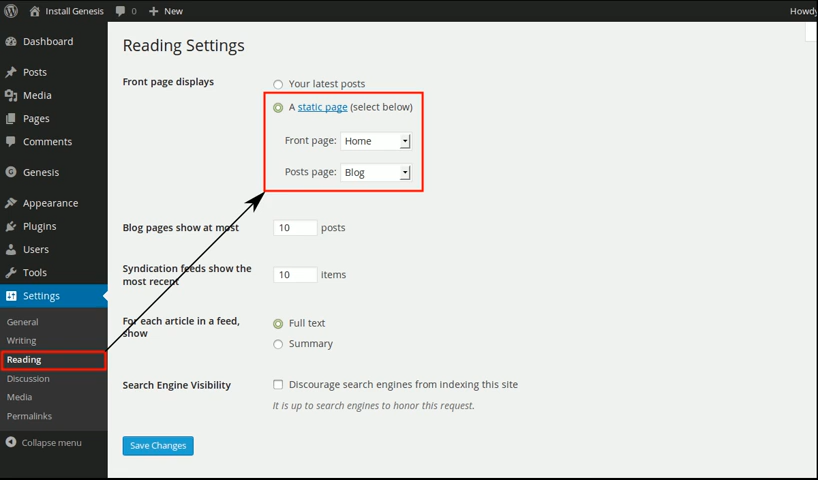 Install Genesis 0 New Howdy
Dashboard
Posts
Media
Pages
Comments
Genesis
Appearance
Plugins
Users
Tools
Settings
General
Writing
Reading
Discussion
Media
Permalinks
Collapse menu
Reading Settings
Front page displays
Your latest posts
A static page (select below)
Front page: Home
Posts page: Blog
Blog pages show at most 10 posts
Syndication feeds show the
most recent
10 items
For each article in a feed,
show
Full text
Summary
Search Engine Visibility
Discourage search engines from indexing this site
It is up to search engines to honor this request.
Save Changes